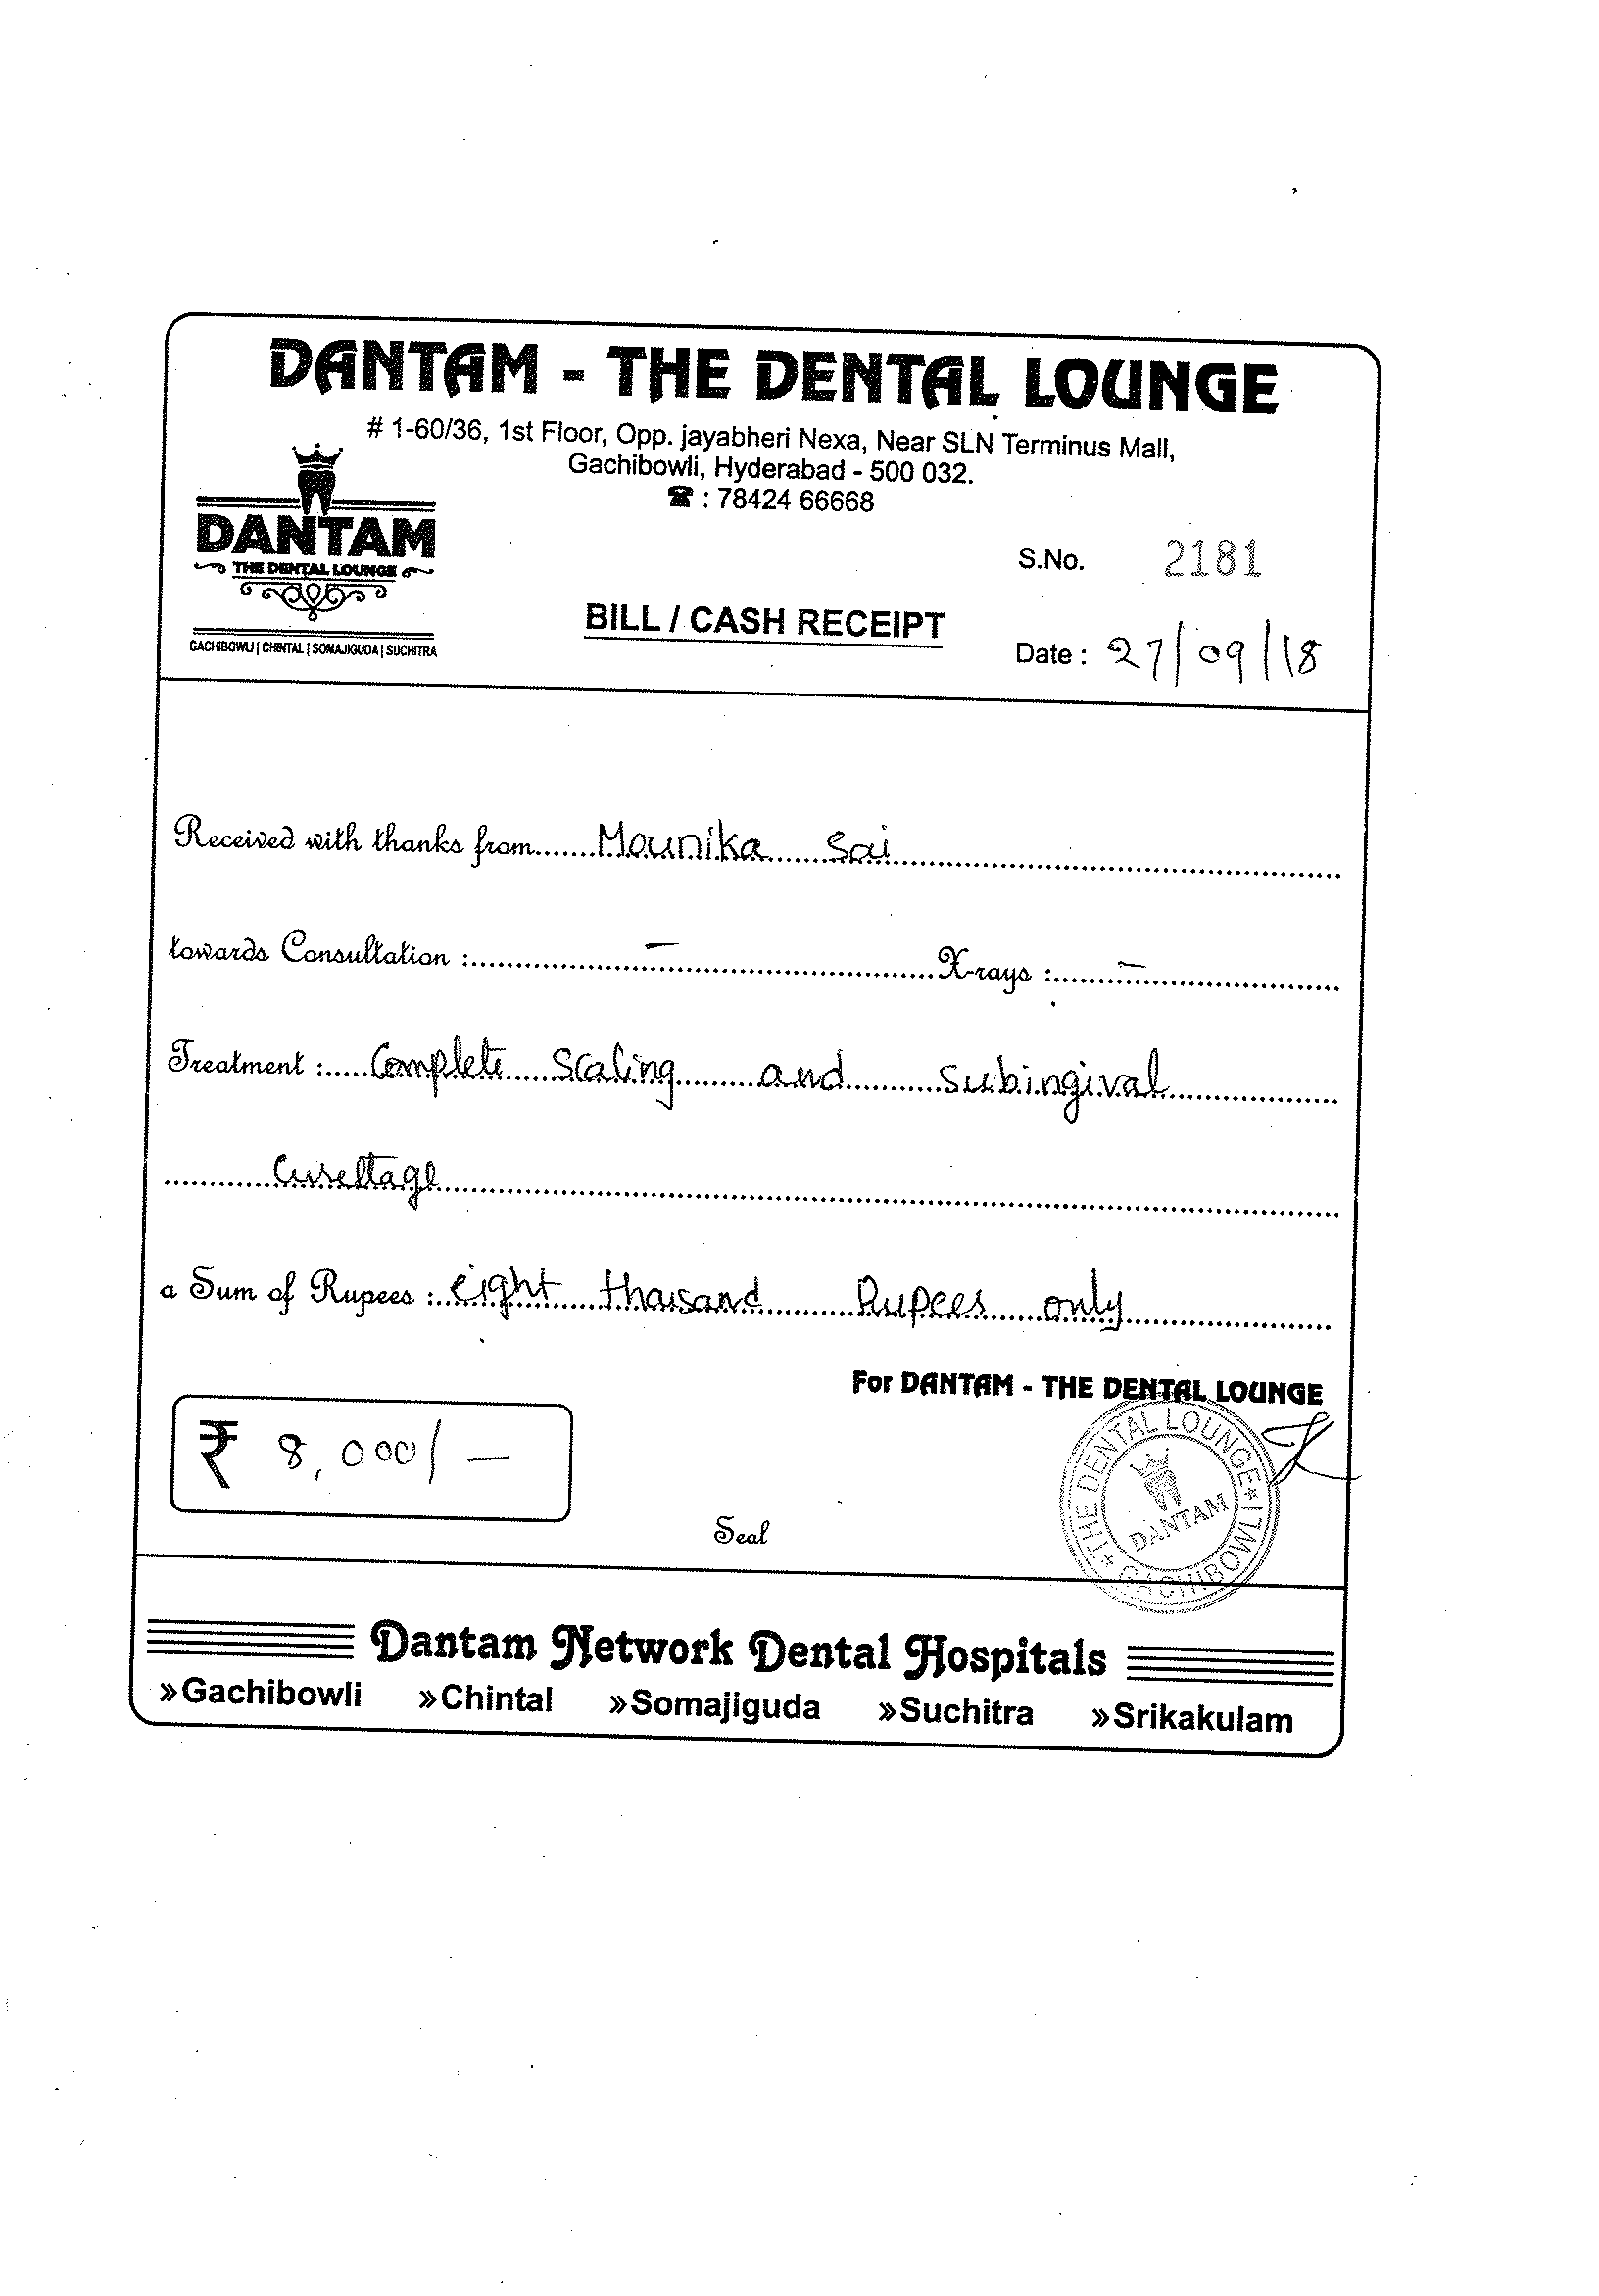 DANTAM - THE DENTAL LOUNGE
# 1-60/36, 1st Floor, Opp. jayabheri Nexa, Near SLN Terminus Mall,
Gachibowli, Hyderabad - 500 032.
☎ : 78424 66668
DANTAM
THE DENTAL LOUNGE
GACHIBOWLI | CHINTAL | SOMAJIGUDA | SUCHITRA
S.No. 2181
BILL / CASH RECEIPT
Date : 27/09/18
Received with thanks from Mounika Sai
towards Consultation : — X-rays : —
Treatment : Complete Scaling and Subingival
Curettage
a Sum of Rupees : eight thousand Rupees only
For DANTAM - THE DENTAL LOUNGE
₹ 8,000/-
THE DENTAL LOUNGE
DANTAM
GACHIBOWLI
Seal
Dantam Network Dental Hospitals
»Gachibowli »Chintal »Somajiguda »Suchitra »Srikakulam